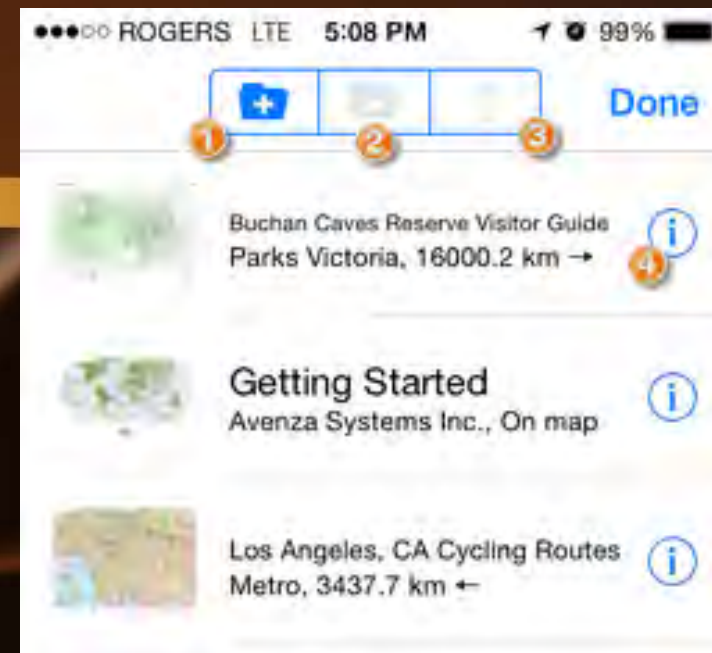 ROGERS LTE 5:08 PM 99%
Done
1 2 3
Buchan Caves Reserve Visitor Guide
Parks Victoria, 16000.2 km →
i
4
Getting Started
Avenza Systems Inc., On map
i
Los Angeles, CA Cycling Routes
Metro, 3437.7 km ←
i